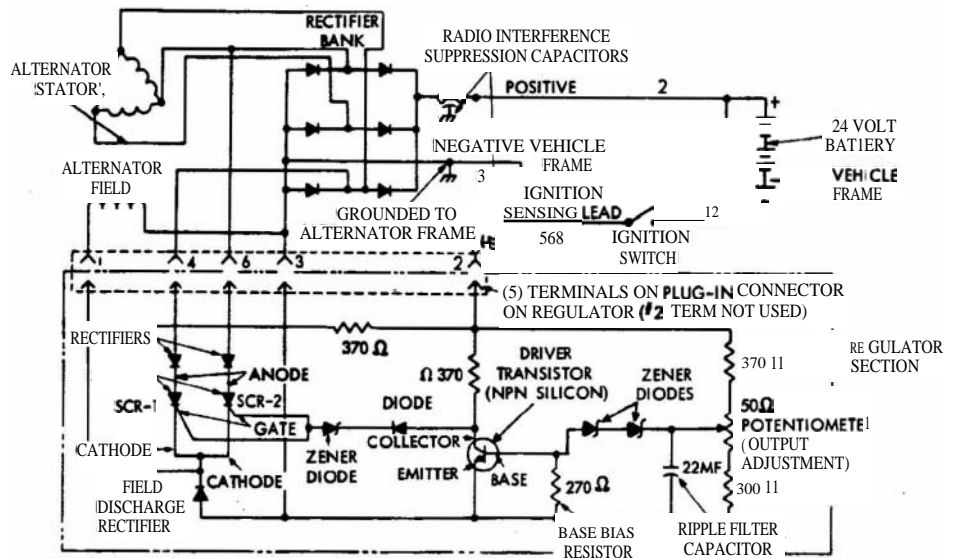 RECTIFIER
BANK
RADIO INTERFERENCE
SUPPRESSION CAPACITORS
ALTERNATOR
STATOR',
POSITIVE 2
+
24 VOLT
BAT1ERY
-
VEHiCLE
FRAME
NEGATIVE VEHICLE
FRAME
3
ALTERNATOR
FIELD
GROUNDED TO
ALTERNATOR FRAME
IGNITION
SENSING LEAD
568
12
IGNITION
SWITCH
4
6
3
2
(5) TERMINALS ON PLUG-IN CONNECTOR
ON REGULATOR (#2 TERM NOT USED)
RE GULATOR
SECTION
RECTIFIERS
370 Ω
Ω 370
DRIVER
TRANSISTOR
(NPN SILICON)
ZENER
DIODES
370 11
ANODE
SCR-1
SCR-2
GATE
DIODE
COLLECTOR
50Ω
POTENTIOMETE
( OUTPUT
ADJUSTMENT)
CATHODE
CATHODE
ZENER
DIODE
EMITTER
BASE
270 Ω
22MF
300 11
FIELD
DISCHARGE
RECTIFIER
BASE BIAS
RESISTOR
RIPPLE FILTER
CAPACITOR